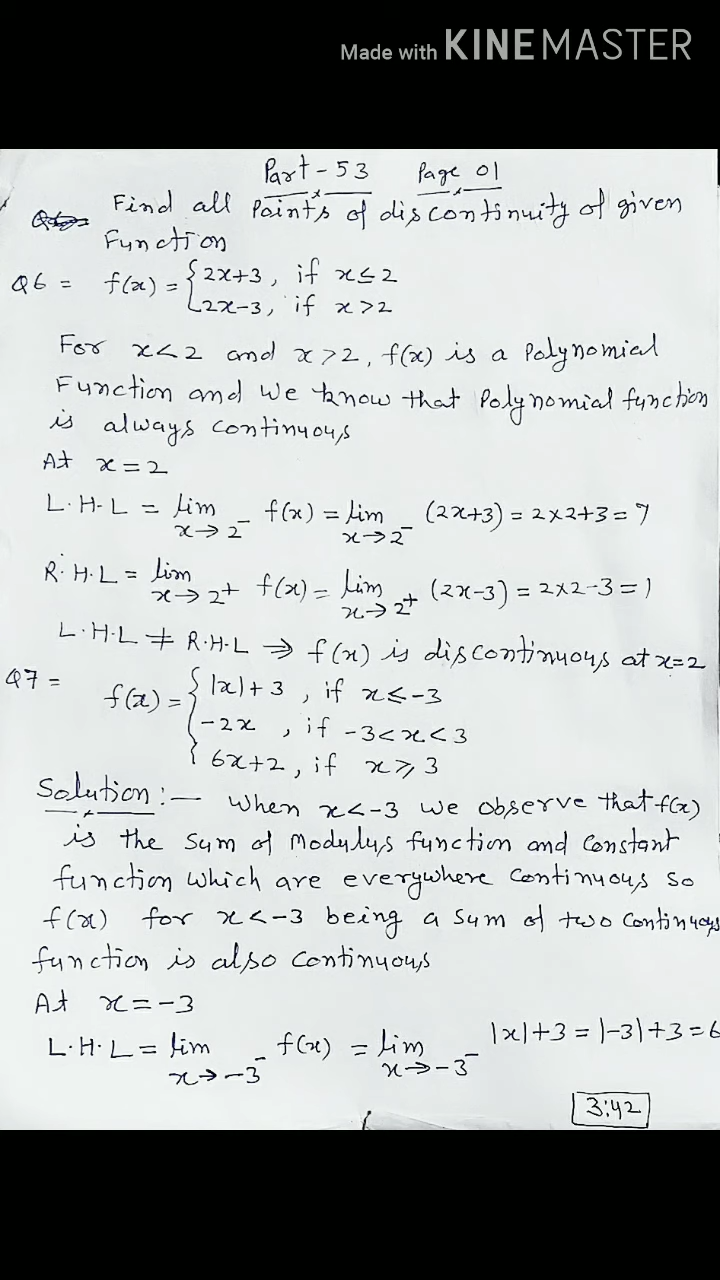 Made with KINEMASTER
Part-53 Page 01
Find all Points of discontinuity of given
Function
Q6 = f(x) = { 2x+3, if x≤2
2x-3, if x>2
For x<2 and x>2, f(x) is a Polynomial
Function and we know that Polynomial function
is always continuous
At x=2
L.H.L = lim x→2⁻ f(x) = lim x→2⁻ (2x+3) = 2×2+3 = 7
R.H.L = lim x→2+ f(x) = lim x→2+ (2x-3) = 2×2-3 = 1
L.H.L ≠ R.H.L ⇒ f(x) is discontinuous at x=2
Q7 = f(x) = { |x|+3, if x≤-3
-2x, if -3<x<3
6x+2, if x≥3
Solution :- When x<-3 we observe that f(x)
is the sum of Modulus function and Constant
function which are everywhere continuous so
f(x) for x<-3 being a sum of two continuous
function is also continuous
At x=-3
L.H.L = lim x→-3⁻ f(x) = lim x→-3⁻ |x|+3 = |-3|+3 = 6
3:42